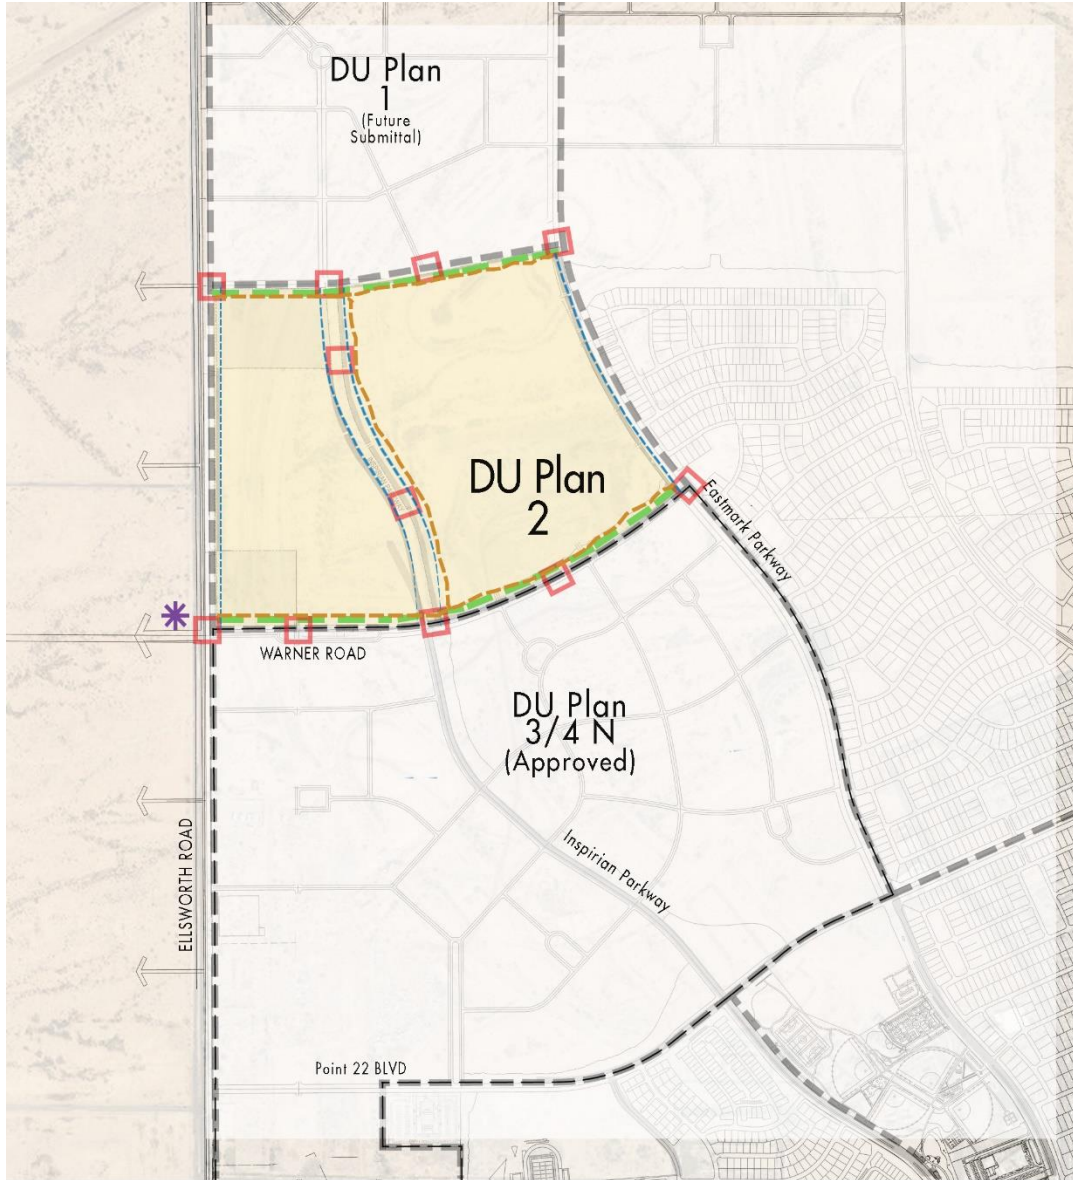 DU Plan
1
(Future
Submittal)
DU Plan
2
Eastmark Parkway
WARNER ROAD
DU Plan
3/4 N
(Approved)
Inspirian Parkway
ELLSWORTH ROAD
Point 22 BLVD